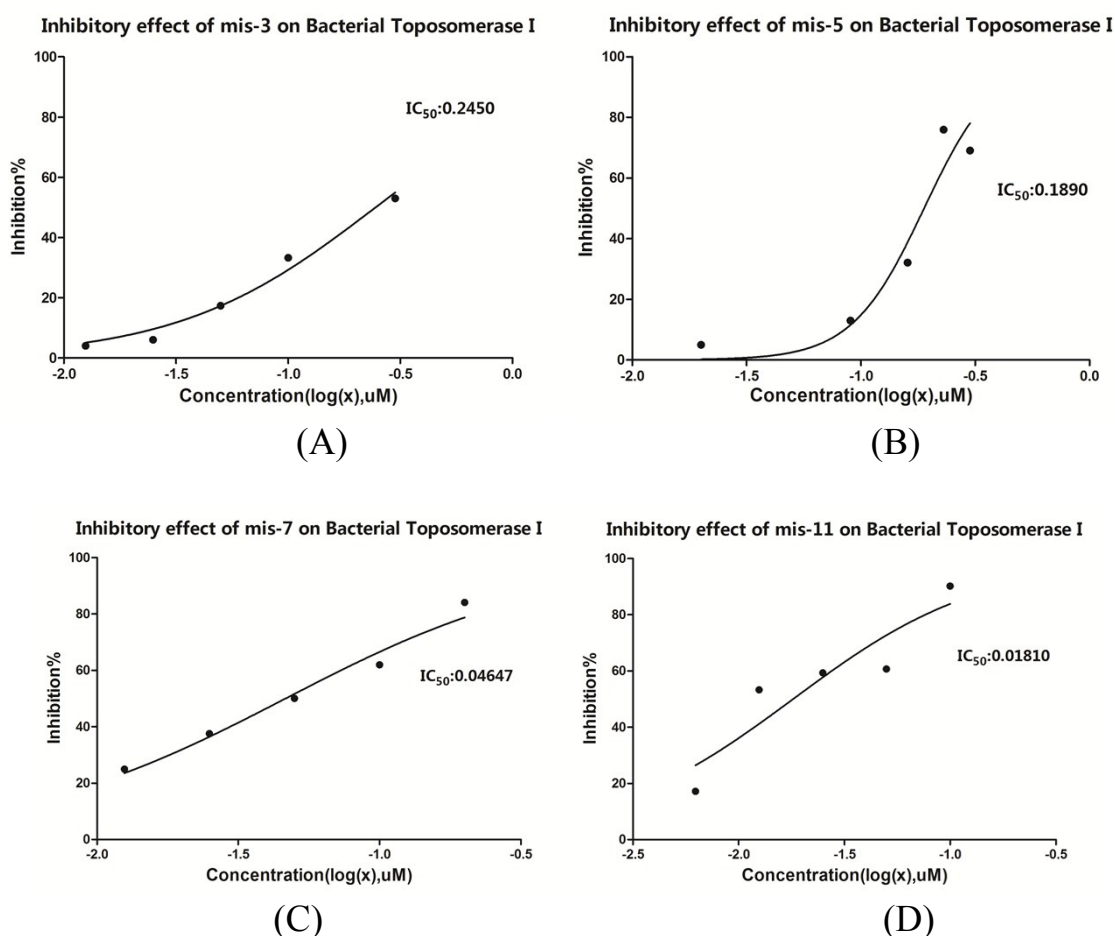 Inhibitory effect of mis-3 on Bacterial Toposomerase I
100
80
60
40
20
0
Inhibition%
IC50:0.2450
-2.0 -1.5 -1.0 -0.5 0.0
Concentration(log(x),uM)
(A)
Inhibitory effect of mis-5 on Bacterial Toposomerase I
100
80
60
40
20
0
Inhibition%
IC50:0.1890
-2.0 -1.5 -1.0 -0.5 0.0
Concentration(log(x),uM)
(B)
Inhibitory effect of mis-7 on Bacterial Toposomerase I
100
80
60
40
20
0
Inhibition%
IC50:0.04647
-2.0 -1.5 -1.0 -0.5
Concentration(log(x),uM)
(C)
Inhibitory effect of mis-11 on Bacterial Toposomerase I
100
80
60
40
20
0
Inhibition%
IC50:0.01810
-2.5 -2.0 -1.5 -1.0 -0.5
Concentration(log(x),uM)
(D)